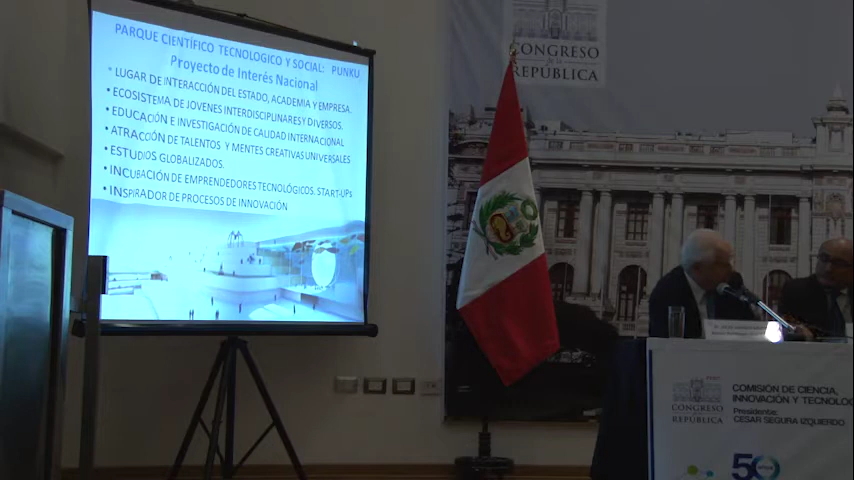 PARQUE CIENTÍFICO TECNOLOGICO Y SOCIAL: PUNKU
Proyecto de Interés Nacional
• LUGAR DE INTERACCIÓN DEL ESTADO, ACADEMIA Y EMPRESA.
• ECOSISTEMA DE JOVENES INTERDISCIPLINARES Y DIVERSOS.
• EDUCACIÓN E INVESTIGACIÓN DE CALIDAD INTERNACIONAL
• ATRACCIÓN DE TALENTOS Y MENTES CREATIVAS UNIVERSALES
• ESTUDIOS GLOBALIZADOS.
• INCUBACIÓN DE EMPRENDEDORES TECNOLÓGICOS. START-UPs
• INSPIRADOR DE PROCESOS DE INNOVACIÓN
CONGRESO
de la
REPÚBLICA
CONGRESO
REPÚBLICA
COMISIÓN DE CIENCIA,
INNOVACIÓN Y TECNOLOG
Presidente:
CESAR SEGURA IZQUIERDO
50